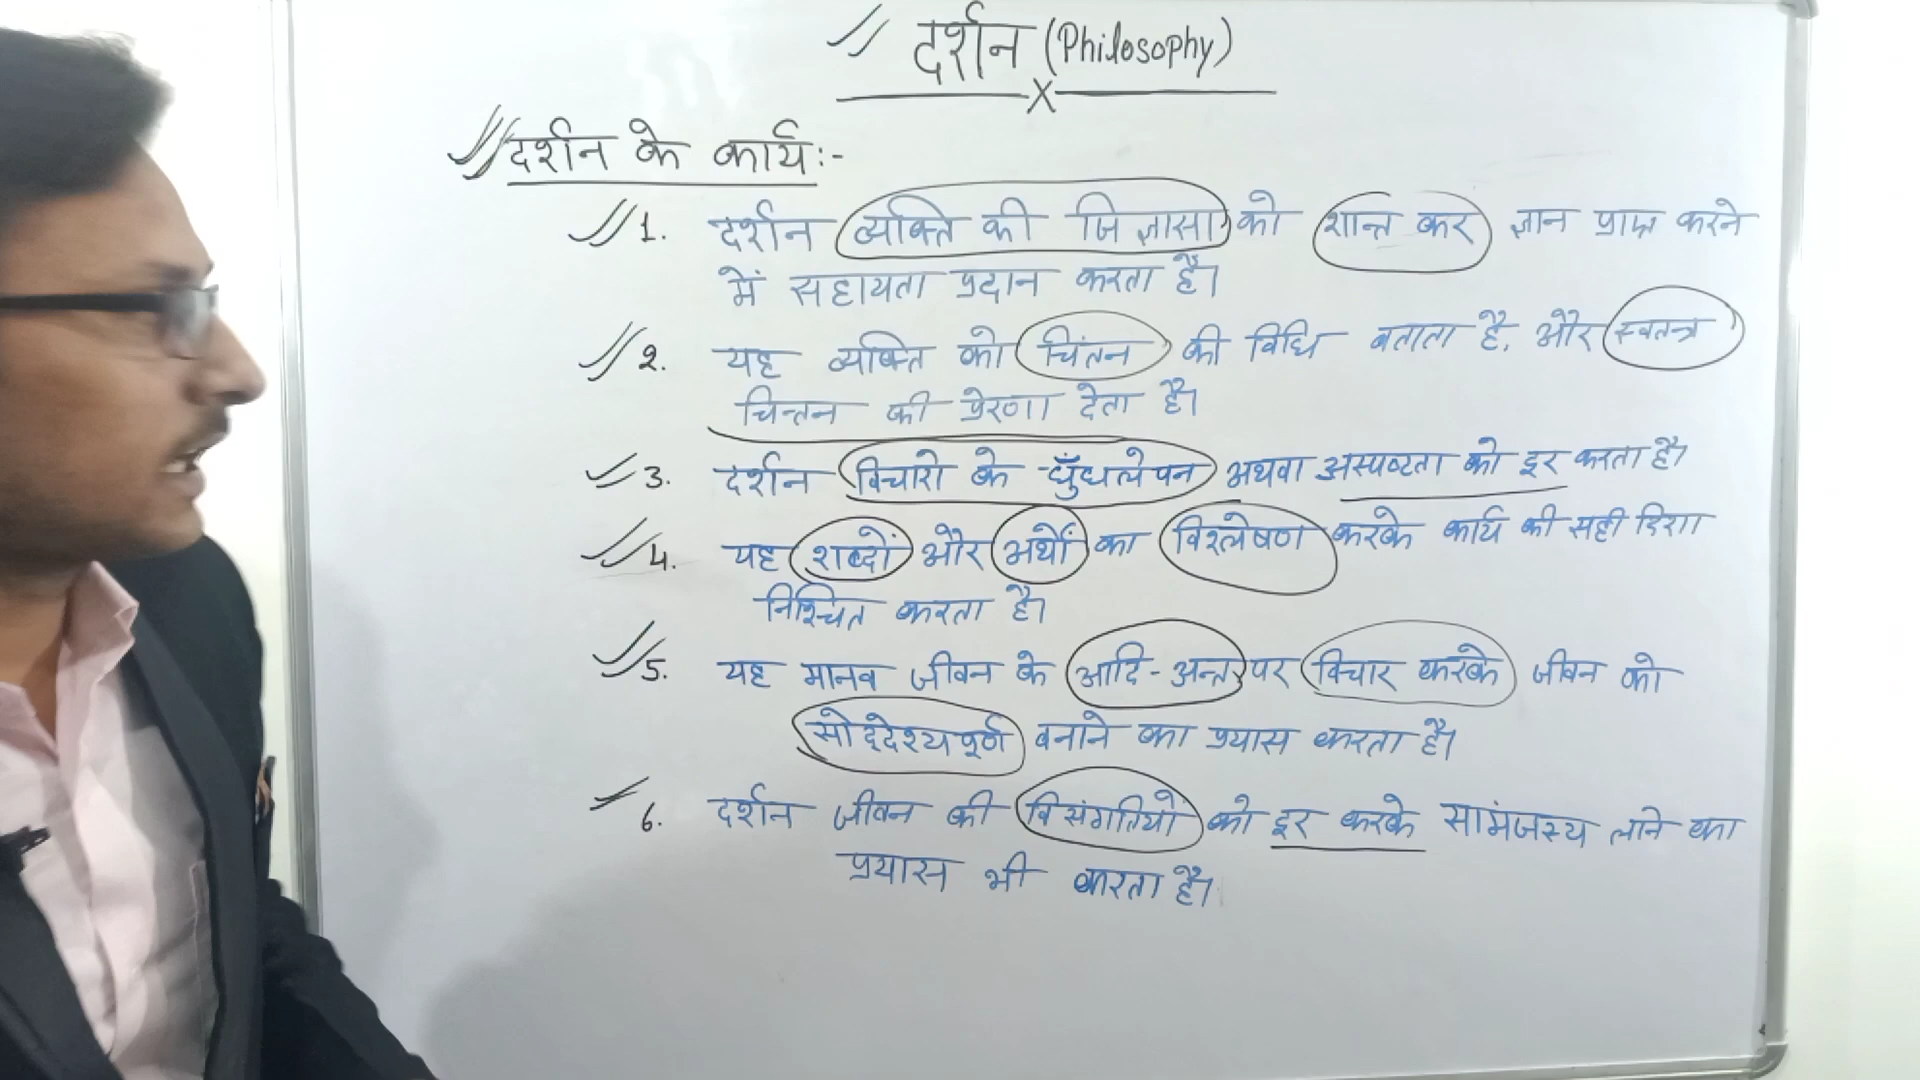 दर्शन (Philosophy)
दर्शन के कार्य:-
1. दर्शन व्यक्ति की जिज्ञासा को शान्त कर ज्ञान प्राप्त करने
में सहायता प्रदान करता है।
2. यह व्यक्ति को चिंतन की विधि बताता है, और स्वतन्त्र
चिन्तन की प्रेरणा देता है।
3. दर्शन विचारो के धुँधलेपन अथवा अस्पष्टता को दूर करता है।
4. यह शब्दों और अर्थों का विश्लेषण करके कार्य की सही दिशा
निश्चित करता है।
5. यह मानव जीवन के आदि-अन्त पर विचार करके जीवन को
सोद्देश्यपूर्ण बनाने का प्रयास करता है।
6. दर्शन जीवन की विसंगतियो को दूर करके सामंजस्य लाने का
प्रयास भी करता है।